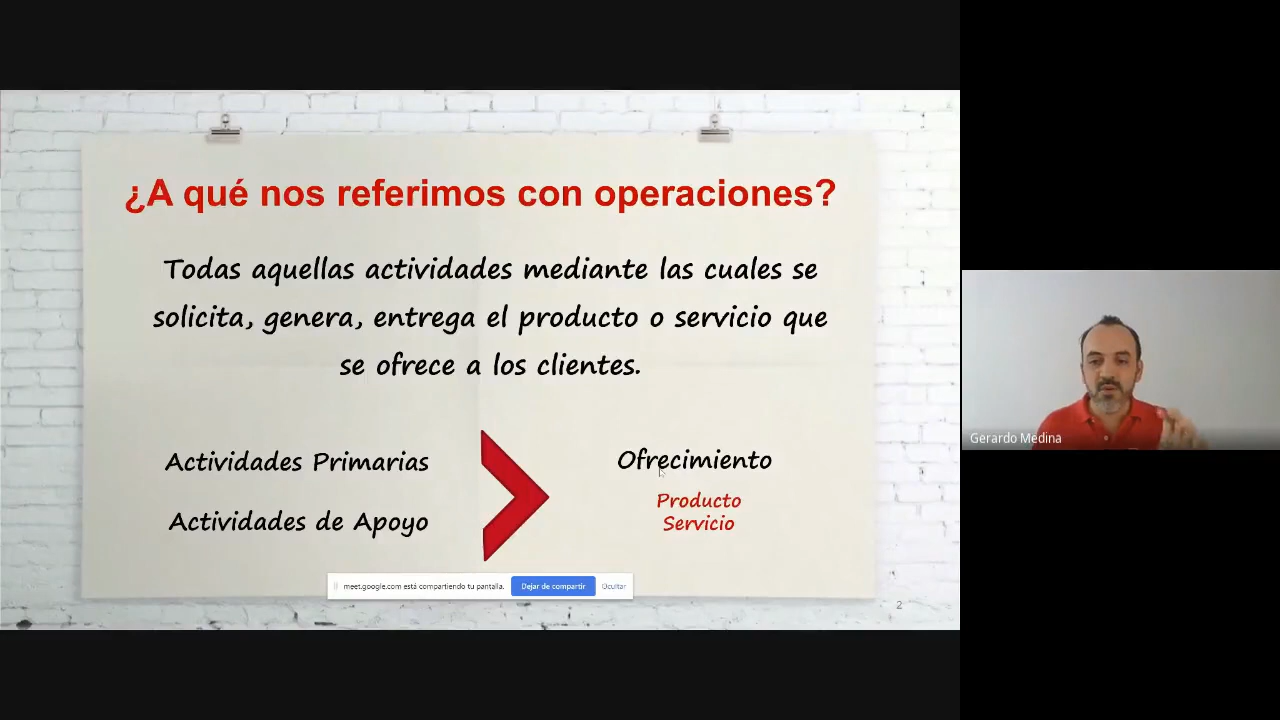 ¿A qué nos referimos con operaciones?
Todas aquellas actividades mediante las cuales se
solicita, genera, entrega el producto o servicio que
se ofrece a los clientes.
Actividades Primarias
Actividades de Apoyo
Ofrecimiento
Producto
Servicio
meet.google.com está compartiendo tu pantalla. Dejar de compartir Ocultar
2
Gerardo Medina